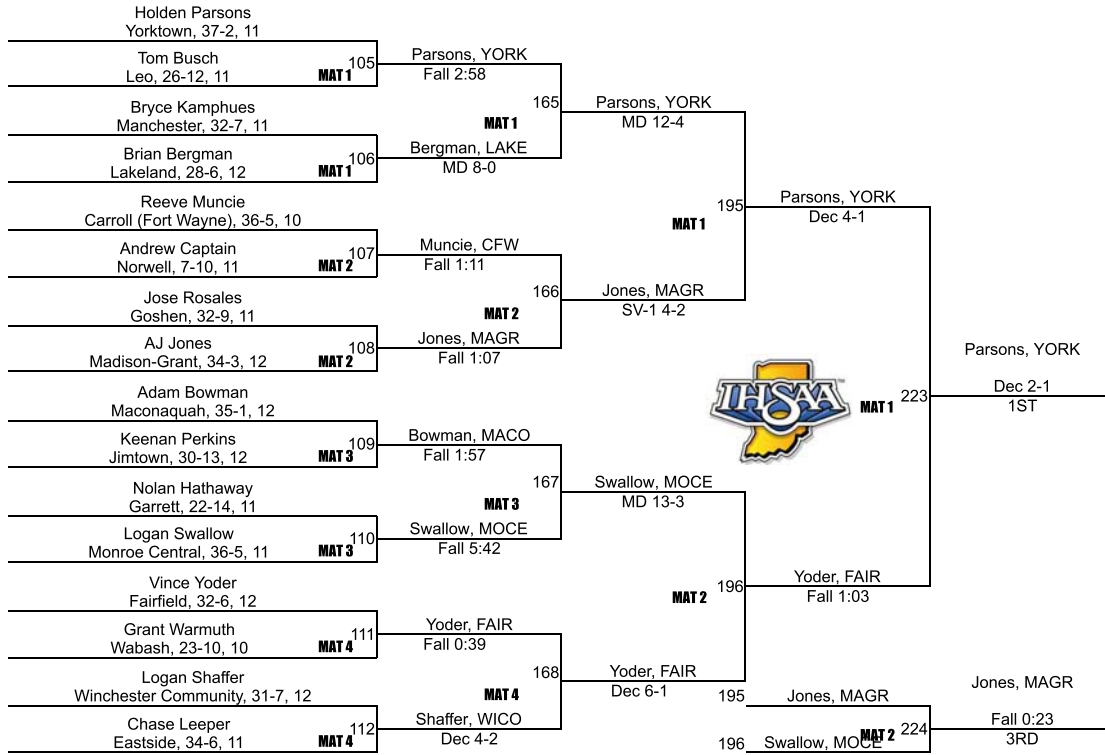 Holden Parsons
Yorktown, 37-2, 11
Tom Busch
Leo, 26-12, 11
MAT 1
105
Bryce Kamphues
Manchester, 32-7, 11
Brian Bergman
Lakeland, 28-6, 12
MAT 1
106
Reeve Muncie
Carroll (Fort Wayne), 36-5, 10
Andrew Captain
Norwell, 7-10, 11
MAT 2
107
Jose Rosales
Goshen, 32-9, 11
AJ Jones
Madison-Grant, 34-3, 12
MAT 2
108
Adam Bowman
Maconaquah, 35-1, 12
Keenan Perkins
Jimtown, 30-13, 12
MAT 3
109
Nolan Hathaway
Garrett, 22-14, 11
Logan Swallow
Monroe Central, 36-5, 11
MAT 3
110
Vince Yoder
Fairfield, 32-6, 12
Grant Warmuth
Wabash, 23-10, 10
MAT 4
111
Logan Shaffer
Winchester Community, 31-7, 12
Chase Leeper
Eastside, 34-6, 11
MAT 4
112
Parsons, YORK
Fall 2:58
165
MAT 1
Bergman, LAKE
MD 8-0
Muncie, CFW
Fall 1:11
166
MAT 2
Jones, MAGR
Fall 1:07
Bowman, MACO
Fall 1:57
167
MAT 3
Swallow, MOCE
Fall 5:42
Yoder, FAIR
Fall 0:39
168
MAT 4
Shaffer, WICO
Dec 4-2
Parsons, YORK
MD 12-4
195
MAT 1
Jones, MAGR
SV-1 4-2
Swallow, MOCE
MD 13-3
196
MAT 2
Yoder, FAIR
Dec 6-1
Parsons, YORK
Dec 4-1
IHSAA
MAT 1
223
Yoder, FAIR
Fall 1:03
Parsons, YORK
Dec 2-1
1ST
195
Jones, MAGR
MAT 2
224
196
Swallow, MOCE
Jones, MAGR
Fall 0:23
3RD